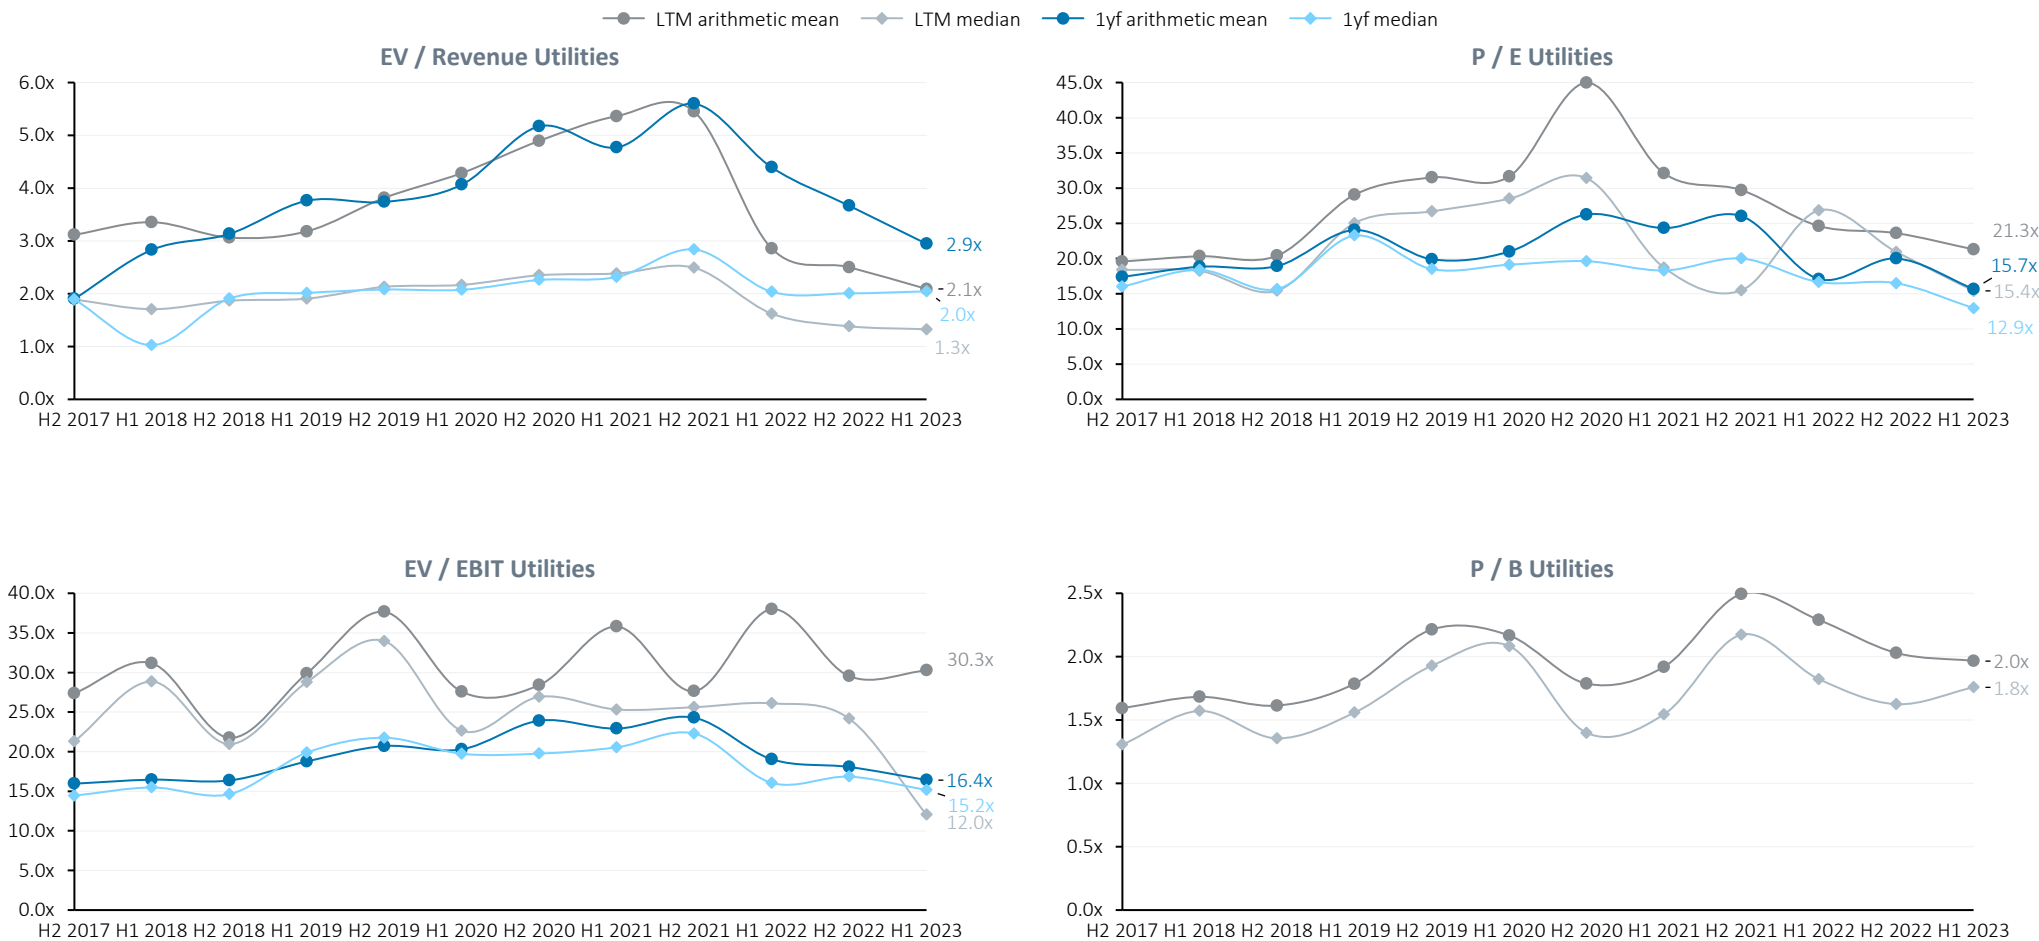 LTM arithmetic mean LTM median 1yf arithmetic mean 1yf median
EV / Revenue Utilities
6.0x
5.0x
4.0x
3.0x
2.0x
1.0x
0.0x
2.9x
2.1x
2.0x
1.3x
H2 2017 H1 2018 H2 2018 H1 2019 H2 2019 H1 2020 H2 2020 H1 2021 H2 2021 H1 2022 H2 2022 H1 2023
P / E Utilities
45.0x
40.0x
35.0x
30.0x
25.0x
20.0x
15.0x
10.0x
5.0x
0.0x
21.3x
15.7x
15.4x
12.9x
H2 2017 H1 2018 H2 2018 H1 2019 H2 2019 H1 2020 H2 2020 H1 2021 H2 2021 H1 2022 H2 2022 H1 2023
EV / EBIT Utilities
40.0x
35.0x
30.0x
25.0x
20.0x
15.0x
10.0x
5.0x
0.0x
30.3x
16.4x
15.2x
12.0x
H2 2017 H1 2018 H2 2018 H1 2019 H2 2019 H1 2020 H2 2020 H1 2021 H2 2021 H1 2022 H2 2022 H1 2023
P / B Utilities
2.5x
2.0x
1.5x
1.0x
0.5x
0.0x
2.0x
1.8x
H2 2017 H1 2018 H2 2018 H1 2019 H2 2019 H1 2020 H2 2020 H1 2021 H2 2021 H1 2022 H2 2022 H1 2023